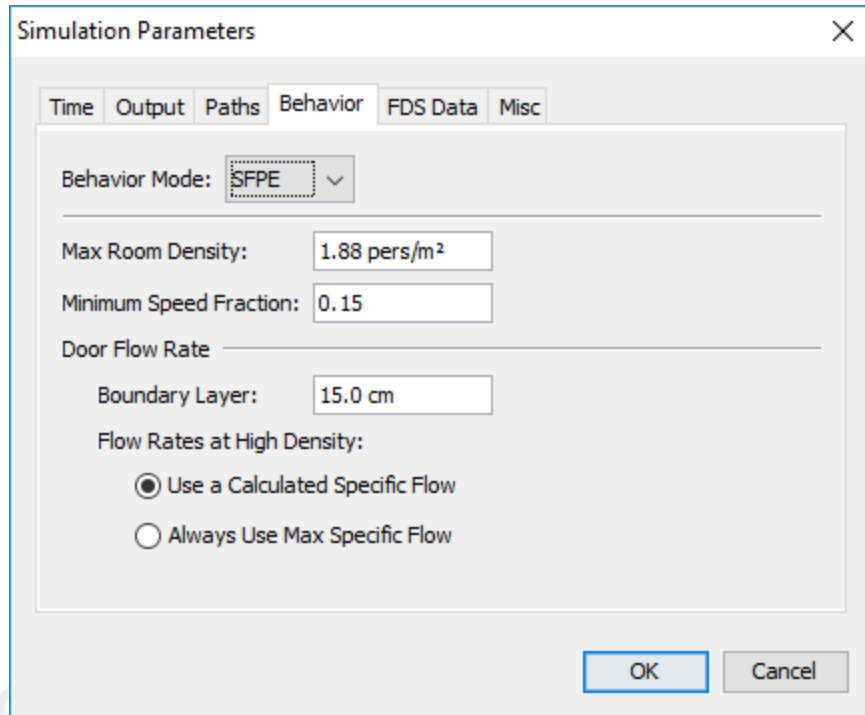 Simulation Parameters
Time Output Paths Behavior FDS Data Misc
Behavior Mode: SFPE
Max Room Density: 1.88 pers/m²
Minimum Speed Fraction: 0.15
Door Flow Rate
Boundary Layer: 15.0 cm
Flow Rates at High Density:
Use a Calculated Specific Flow
Always Use Max Specific Flow
OK Cancel